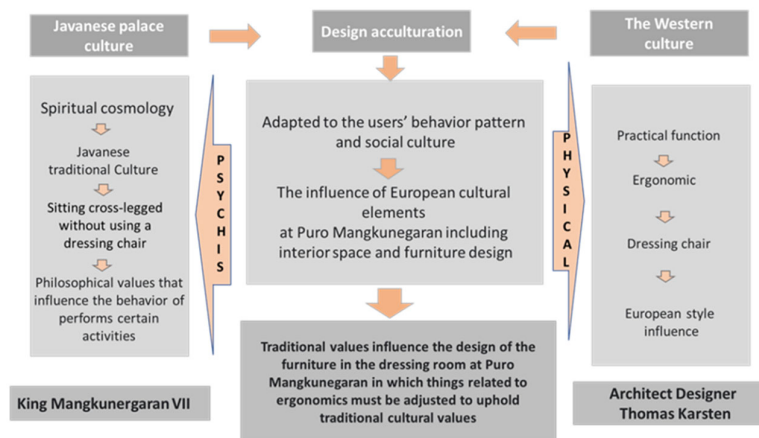 Javanese palace
culture
Design acculturation
The Western
culture
Spiritual cosmology
Javanese
traditional Culture
Sitting cross-legged
without using a
dressing chair
Philosophical values that
influence the behavior of
performs certain
activities
King Mangkunergaran VII
PSYCHIS
Adapted to the users' behavior pattern
and social culture
The influence of European cultural
elements
at Puro Mangkunegaran including
interior space and furniture design
Traditional values influence the design of the
furniture in the dressing room at Puro
Mangkunegaran in which things related to
ergonomics must be adjusted to uphold
traditional cultural values
PHYSICAL
Practical function
Ergonomic
Dressing chair
European style
influence
Architect Designer
Thomas Karsten